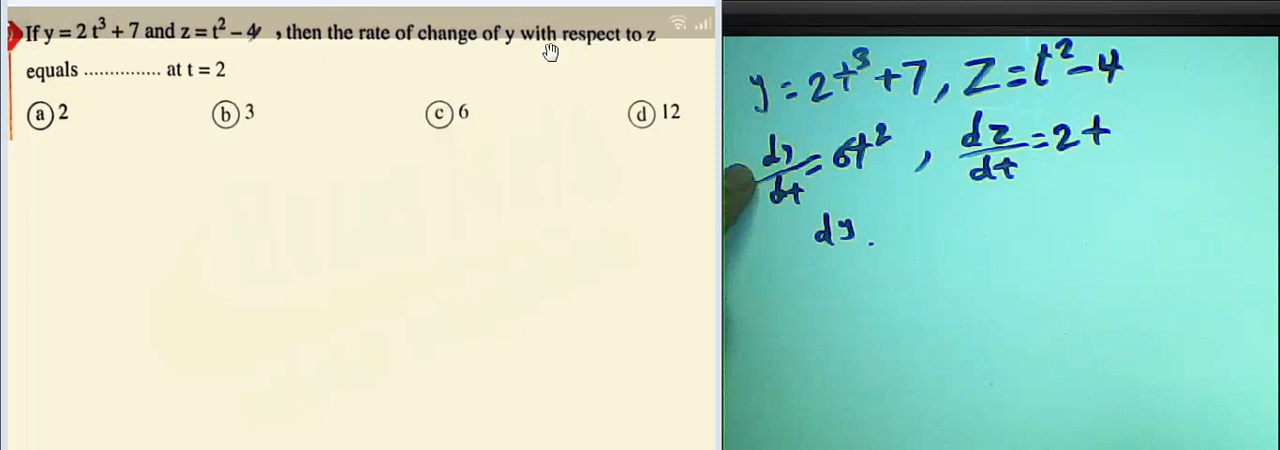 If y = 2 t³ + 7 and z = t² – 4 , then the rate of change of y with respect to z
equals ............... at t = 2
a 2 b 3 c 6 d 12
y = 2t³ + 7 , Z = t² - 4
dy/dt = 6t² , dz/dt = 2t
dy